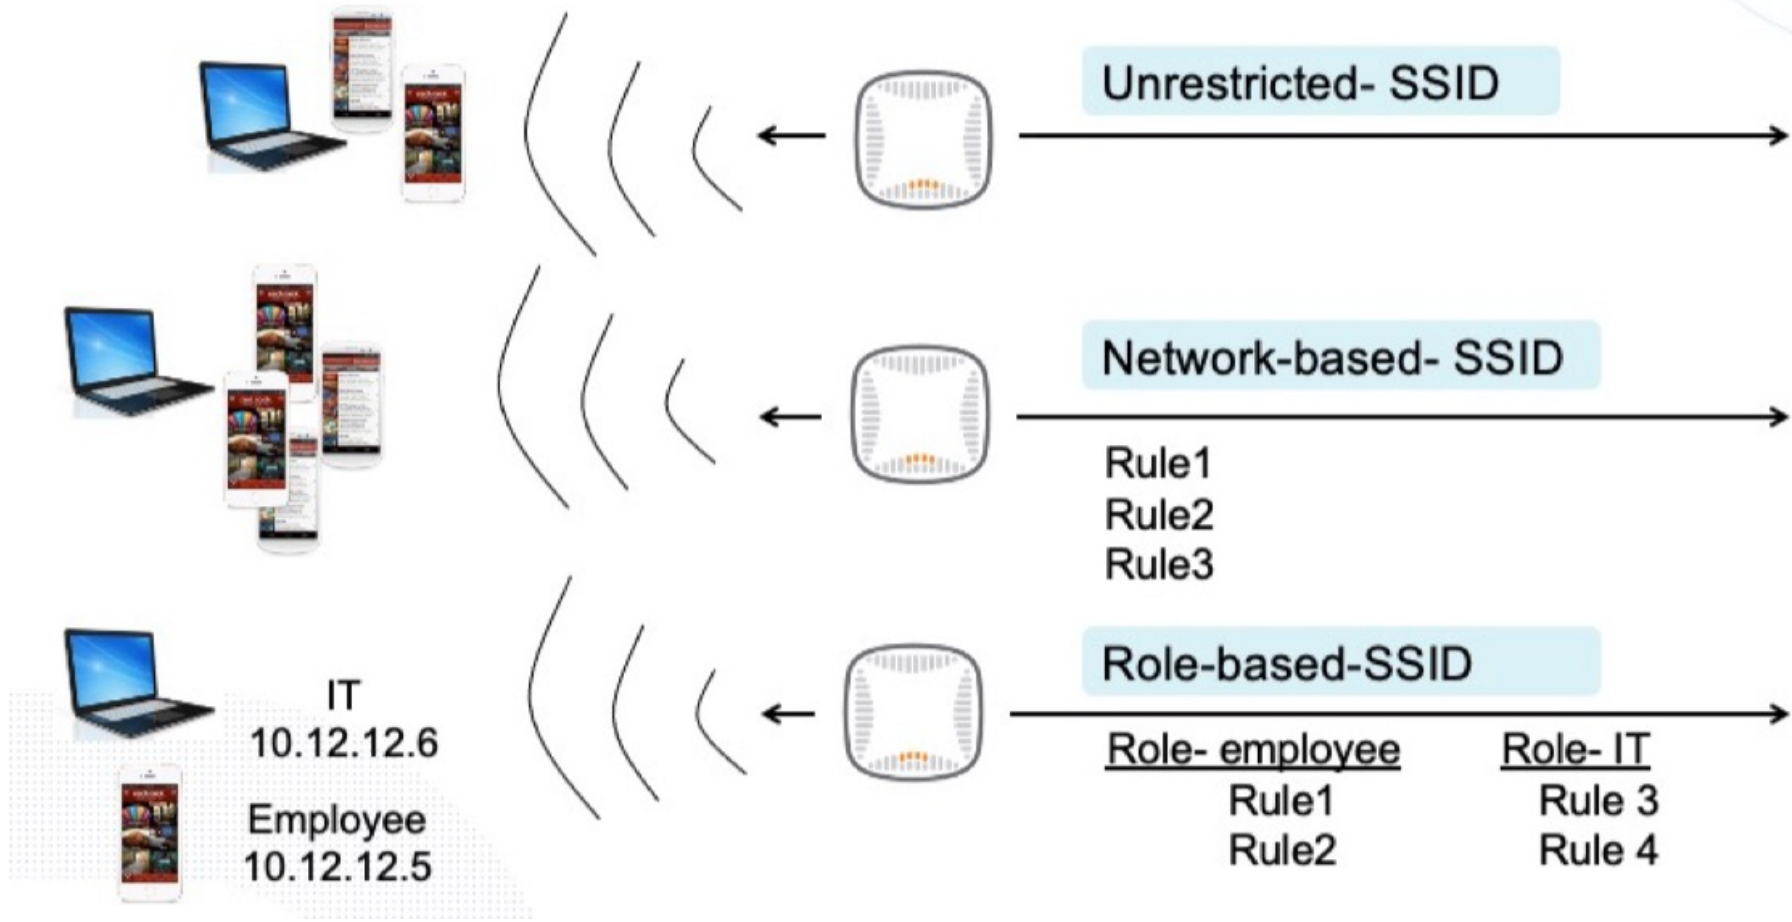 Unrestricted- SSID
Network-based- SSID
Rule1
Rule2
Rule3
Role-based-SSID
IT
10.12.12.6
Employee
10.12.12.5
Role- employee
Rule1
Rule2
Role- IT
Rule 3
Rule 4